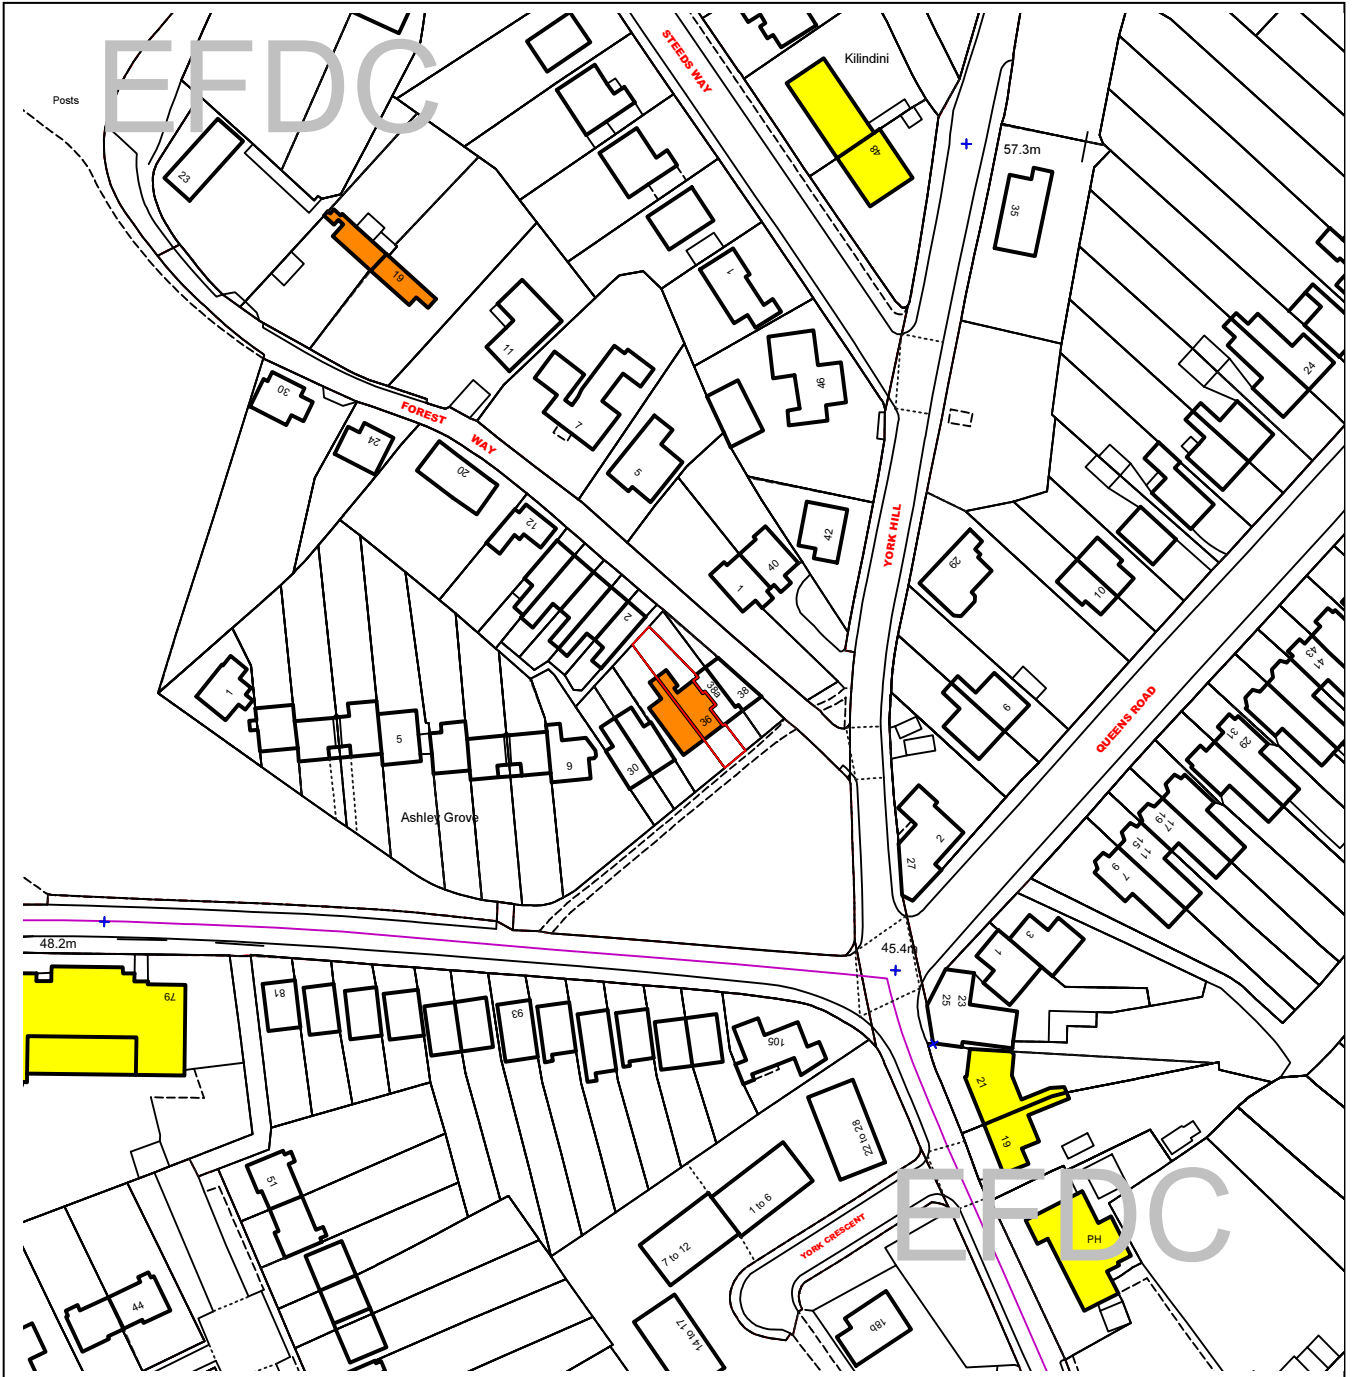 EFDC
Posts
STEEDS WAY
Kilindini
48
57.3m
35
23
19
1
11
46
24
30
FOREST WAY
7
24
20
5
12
42
YORK HILL
29
10
1
40
2
43
41
38a
38
36
1
6
QUEENS ROAD
5
9
30
31
29
Ashley Grove
2
27
19
17
15
11
9
7
48.2m
45.4m
3
1
79
81
93
105
25
23
21
22 to 28
19
51
1 to 6
EFDC
7 to 12
YORK CRESCENT
PH
44
14 to 17
18b